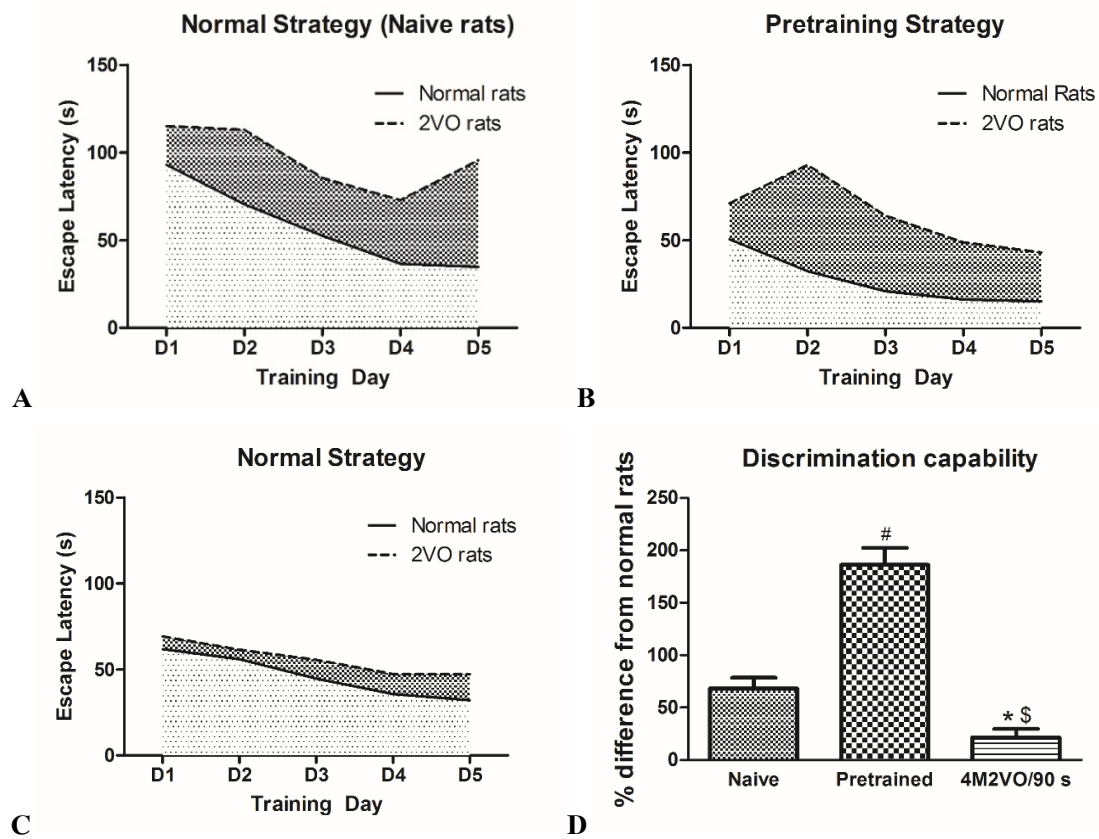 Normal Strategy (Naive rats)
150
100
50
0
Escape Latency (s)
Normal rats
2VO rats
D1 D2 D3 D4 D5
Training Day
A
Pretraining Strategy
150
100
50
0
Escape Latency (s)
Normal Rats
2VO rats
D1 D2 D3 D4 D5
Training Day
B
Normal Strategy
150
100
50
0
Escape Latency (s)
Normal rats
2VO rats
D1 D2 D3 D4 D5
Training Day
C
Discrimination capability
250
200
150
100
50
0
% difference from normal rats
#
* $
Naive Pretrained 4M2VO/90 s
D